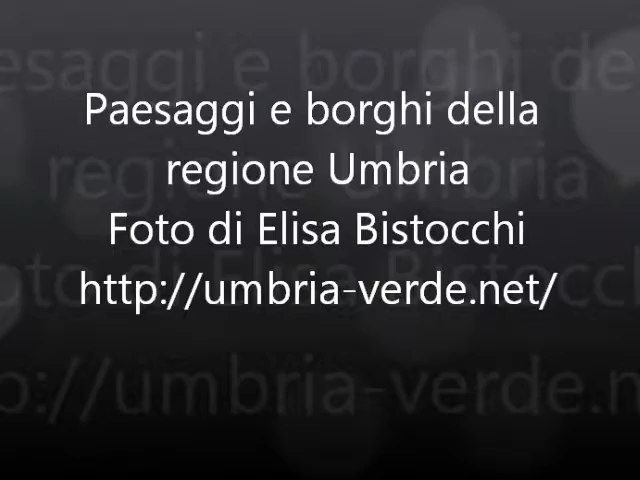 Paesaggi e borghi della
regione Umbria
Foto di Elisa Bistocchi
http://umbria-verde.net/